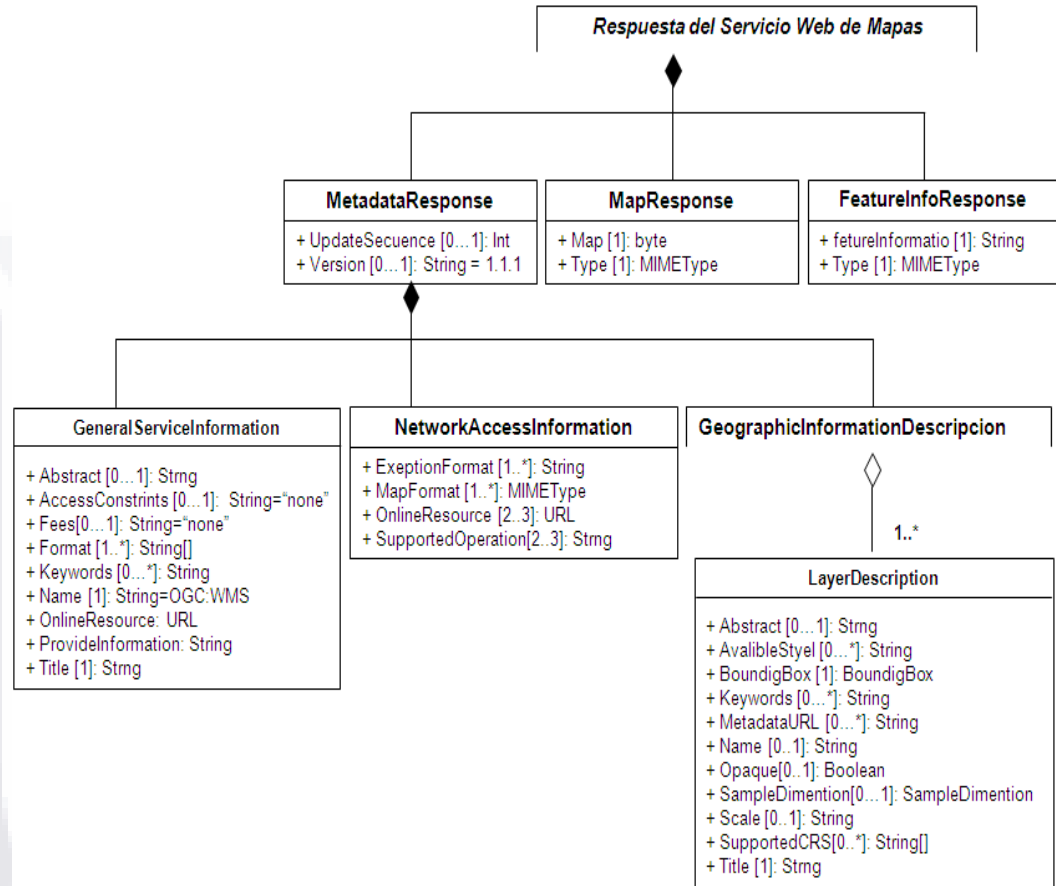 Respuesta del Servicio Web de Mapas
MetadataResponse
+ UpdateSecuence [0...1]: Int
+ Version [0...1]: String = 1.1.1
MapResponse
+ Map [1]: byte
+ Type [1]: MIMEType
FeatureInfoResponse
+ fetureInformatio [1]: String
+ Type [1]: MIMEType
GeneralServiceInformation
+ Abstract [0...1]: Strng
+ AccessConstrints [0...1]: String=“none”
+ Fees[0...1]: String=“none”
+ Format [1..*]: String[]
+ Keywords [0...*]: String
+ Name [1]: String=OGC:WMS
+ OnlineResource: URL
+ ProvideInformation: String
+ Title [1]: Strng
NetworkAccessInformation
+ ExeptionFormat [1..*]: String
+ MapFormat [1..*]: MIMEType
+ OnlineResource [2..3]: URL
+ SupportedOperation[2..3]: Strng
GeographicInformationDescripcion
1..*
LayerDescription
+ Abstract [0...1]: Strng
+ AvalibleStyel [0...*]: String
+ BoundigBox [1]: BoundigBox
+ Keywords [0...*]: String
+ MetadataURL [0...*]: String
+ Name [0..1]: String
+ Opaque[0..1]: Boolean
+ SampleDimention[0...1]: SampleDimention
+ Scale [0..1]: String
+ SupportedCRS[0..*]: String[]
+ Title [1]: Strng